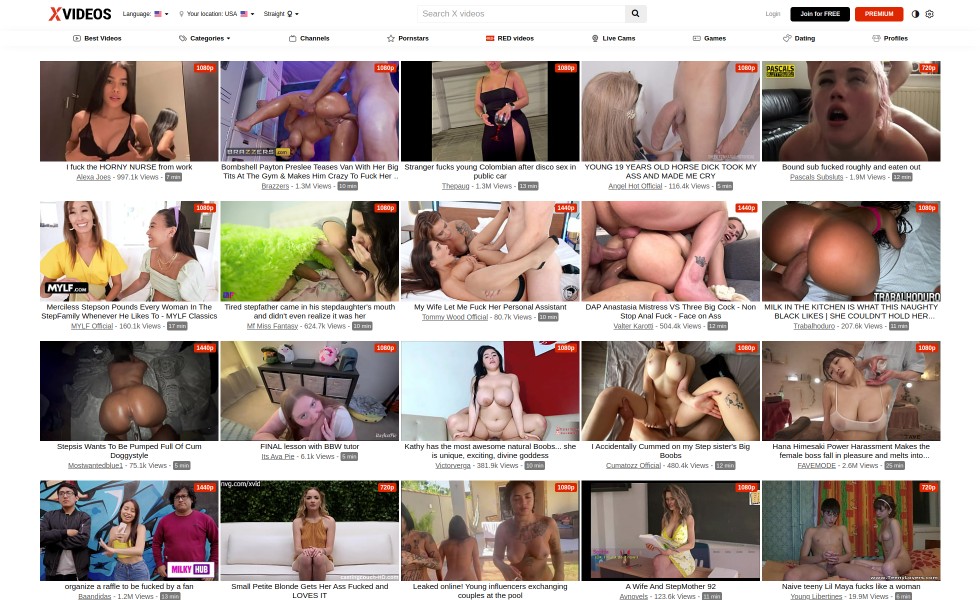 XVIDEOS
Language:
Your location: USA
Straight
Search X videos
Login
Join for FREE
PREMIUM
Best Videos
Categories
Channels
Pornstars
RED videos
Live Cams
Games
Dating
Profiles
1080p
1080p
1080p
1080p
720p
PASCALS
BRAZZERS
I fuck the HORNY NURSE from work
Alexa Joes - 997.1k Views - 7 min
Bombshell Payton Preslee Teases Van With Her Big
Tits At The Gym & Makes Him Crazy To Fuck Her ..
Brazzers - 1.3M Views - 10 min
Stranger fucks young Colombian after disco sex in
public car
Thepaug - 1.3M Views - 13 min
YOUNG 19 YEARS OLD HORSE DICK TOOK MY
ASS AND MADE ME CRY
Angel Hot Official - 116.4k Views - 5 min
Bound sub fucked roughly and eaten out
Pascals Subsluts - 1.9M Views - 12 min
1080p
1080p
1440p
1440p
1080p
MYLF.COM
TRABALHODURO
Merciless Stepson Pounds Every Woman In The
StepFamily Whenever He Likes To - MYLF Classics
MYLF Official - 160.1k Views - 17 min
Tired stepfather came in his stepdaughter's mouth
and didn't even realize it was her
Mf Miss Fantasy - 624.7k Views - 10 min
My Wife Let Me Fuck Her Personal Assistant
Tommy Wood Official - 80.7k Views - 10 min
DAP Anastasia Mistress VS Three Big Cock - Non
Stop Anal Fuck - Face on Ass
Valter Karotti - 504.4k Views - 12 min
MILK IN THE KITCHEN IS WHAT THIS NAUGHTY
BLACK LIKES | SHE COULDN'T HOLD HER...
Trabalhoduro - 207.6k Views - 11 min
1440p
1080p
1080p
1080p
1080p
Stepsis Wants To Be Pumped Full Of Cum
Doggystyle
Mostwantedblue1 - 75.1k Views - 5 min
FINAL lesson with BBW tutor
Its Ava Pie - 6.1k Views - 5 min
Kathy has the most awesome natural Boobs... she
is unique, exciting, divine goddess
Victorverga - 381.9k Views - 10 min
I Accidentally Cummed on my Step sister's Big
Boobs
Cumatozz Official - 480.4k Views - 12 min
Hana Himesaki Power Harassment Makes the
female boss fall in pleasure and melts into...
FAVEMODE - 2.6M Views - 25 min
1440p
720p
1080p
1080p
720p
nvg.com/xvid
MILKY HUB
castingcouch-HD.com
www.TeenyLovers.com
organize a raffle to be fucked by a fan
Baandidas - 1.2M Views - 13 min
Small Petite Blonde Gets Her Ass Fucked and
LOVES IT
Leaked online! Young influencers exchanging
couples at the pool
A Wife And StepMother 92
Avnovels - 123.6k Views - 11 min
Naive teeny Lil Maya fucks like a woman
Young Libertines - 19.9M Views - 6 min